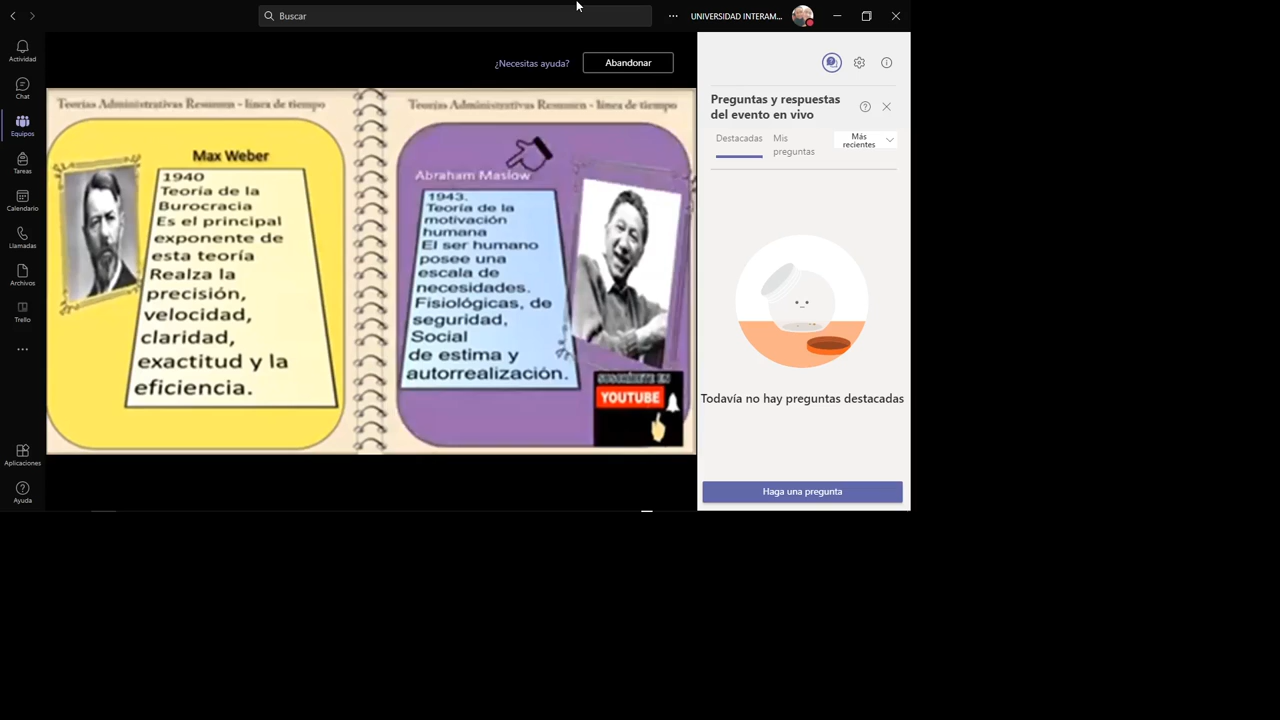 Buscar
UNIVERSIDAD INTERAM...
Actividad
Chat
Equipos
Tareas
Calendario
Llamadas
Archivos
Trello
Aplicaciones
Ayuda
¿Necesitas ayuda?
Abandonar
Teorías Administrativas Resumen - línea de tiempo
Max Weber
1940
Teoría de la
Burocracia
Es el principal
exponente de
esta teoría
Realza la
precisión,
velocidad,
claridad,
exactitud y la
eficiencia.
Teorías Administrativas Resumen - línea de tiempo
Abraham Maslow
1943.
Teoría de la
motivación
humana
El ser humano
posee una
escala de
necesidades.
Fisiológicas, de
seguridad,
Social
de estima y
autorrealización.
SUSCRÍBETE EN
YOUTUBE
Preguntas y respuestas
del evento en vivo
Destacadas
Mis
preguntas
Más
recientes
Todavía no hay preguntas destacadas
Haga una pregunta